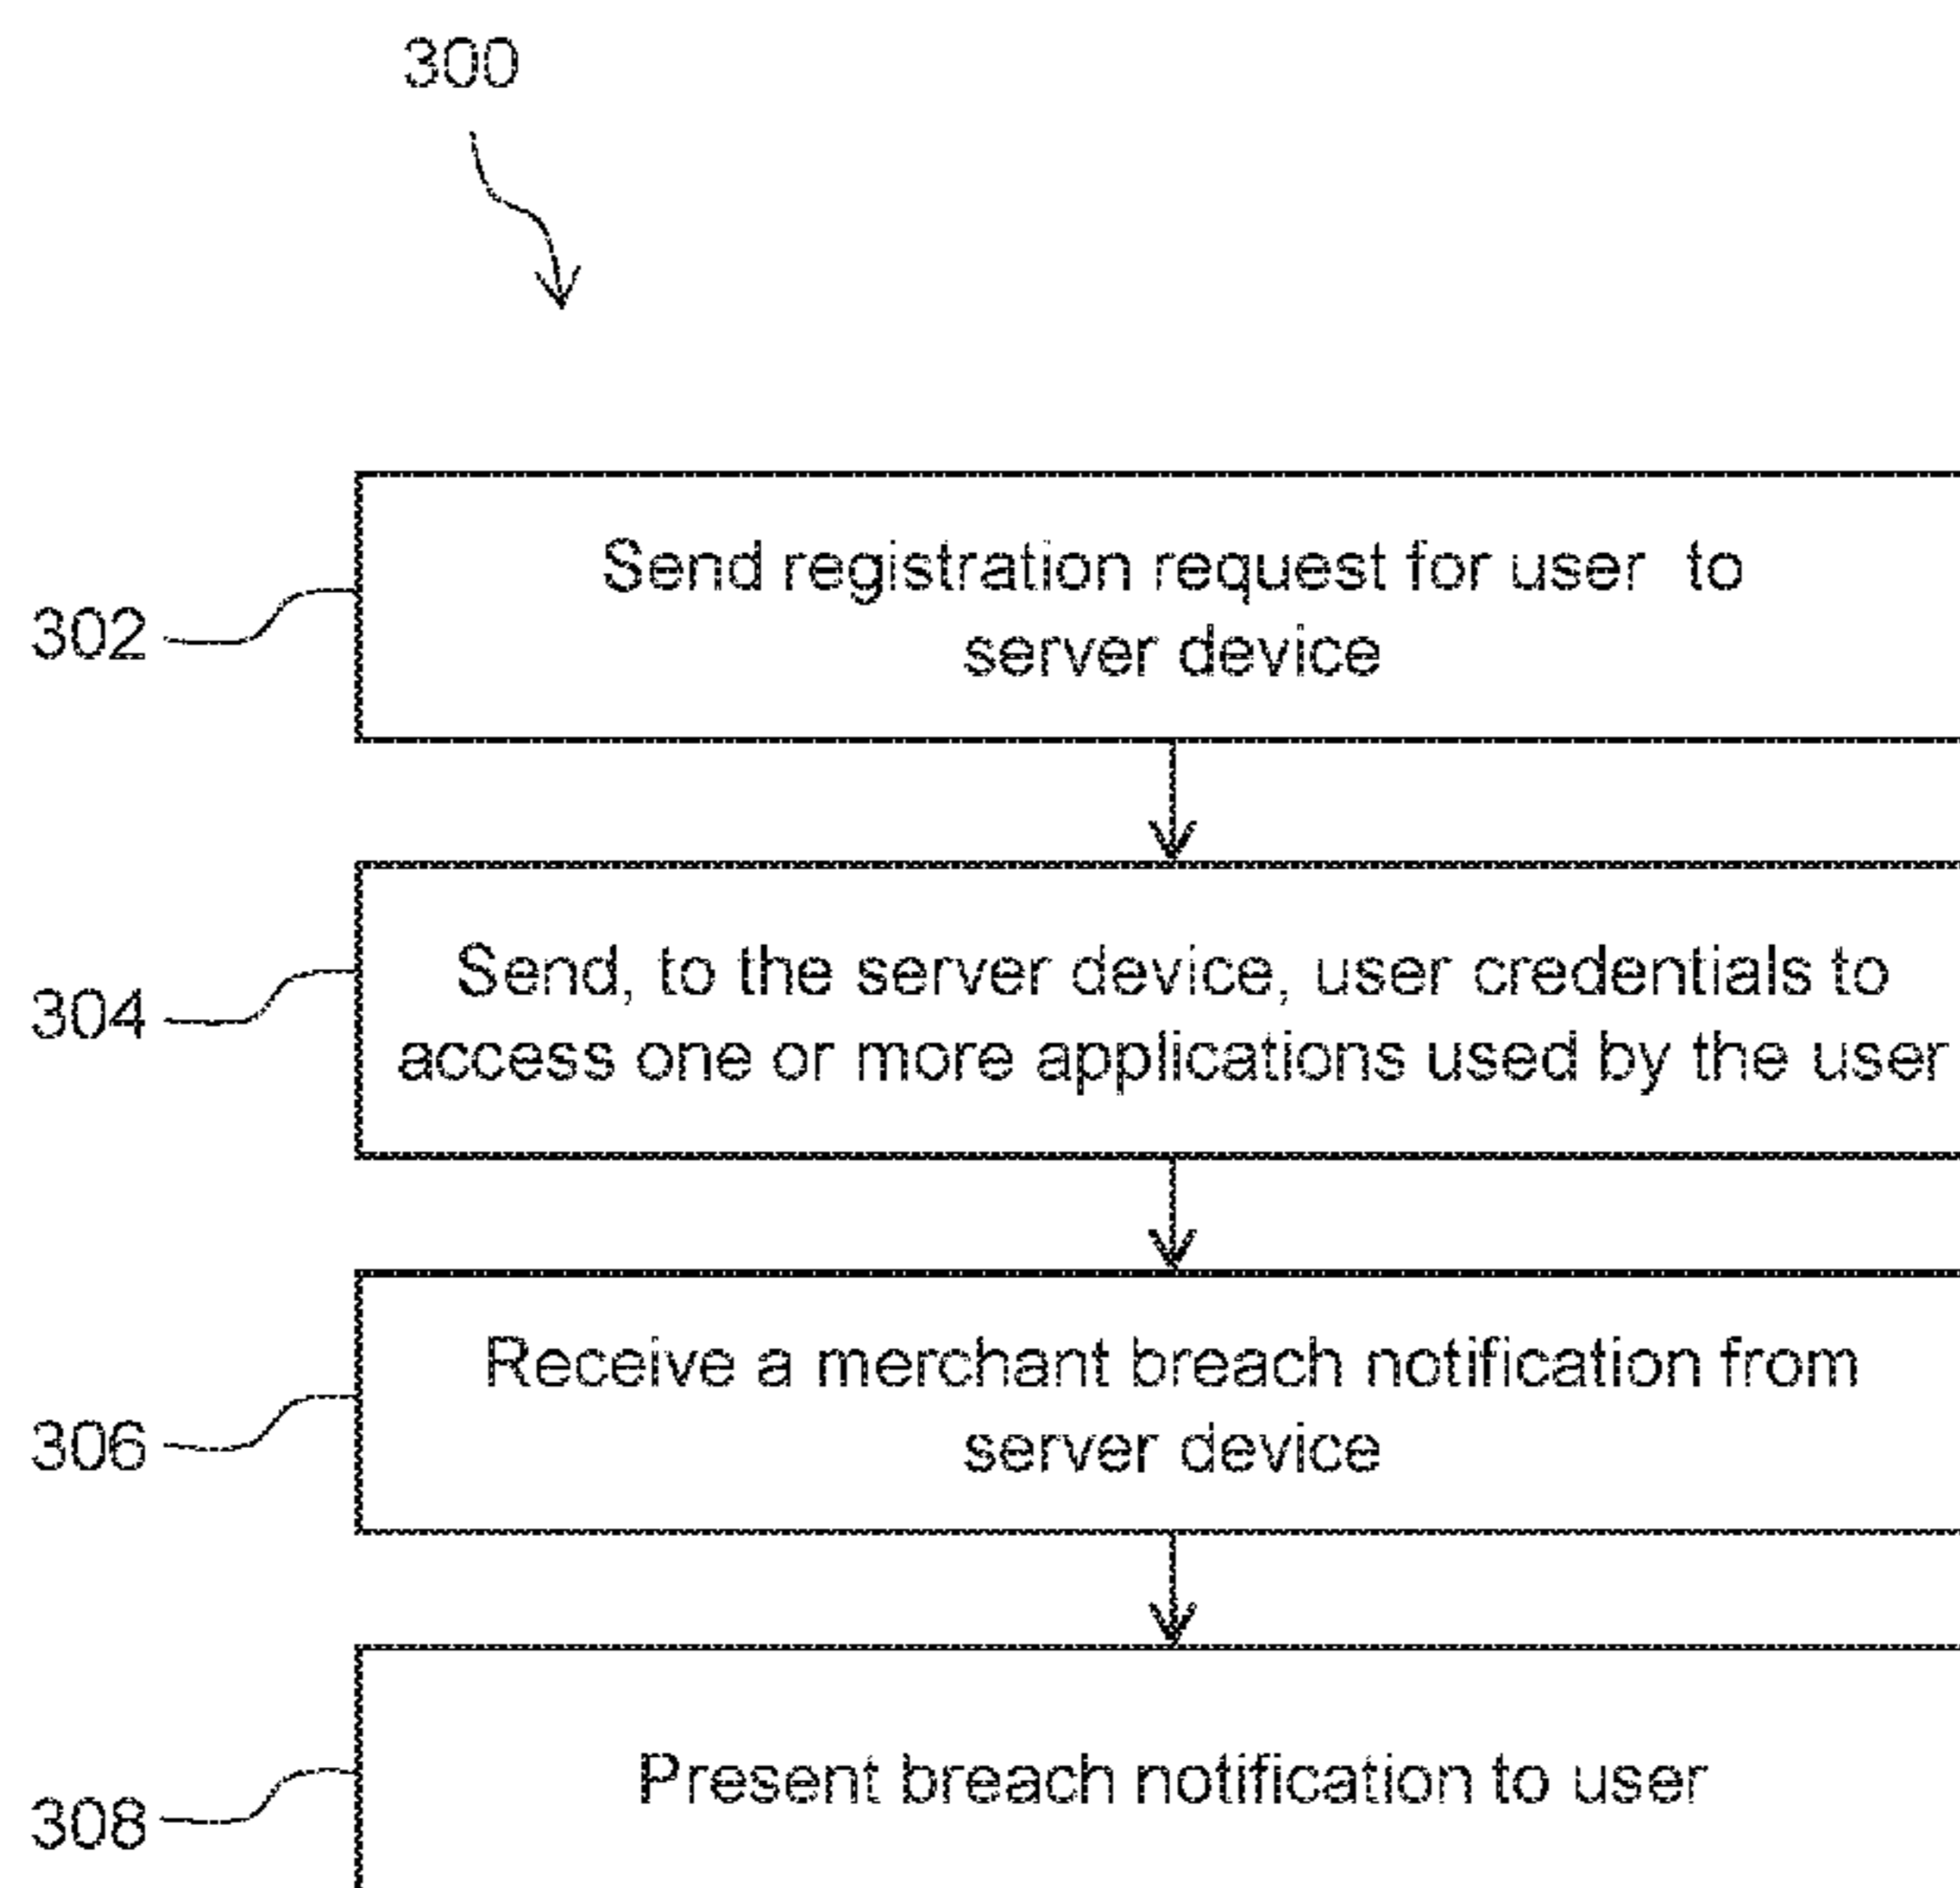 300
302
Send registration request for user to
server device
304
Send, to the server device, user credentials to
access one or more applications used by the user
306
Receive a merchant breach notification from
server device
308
Present breach notification to user